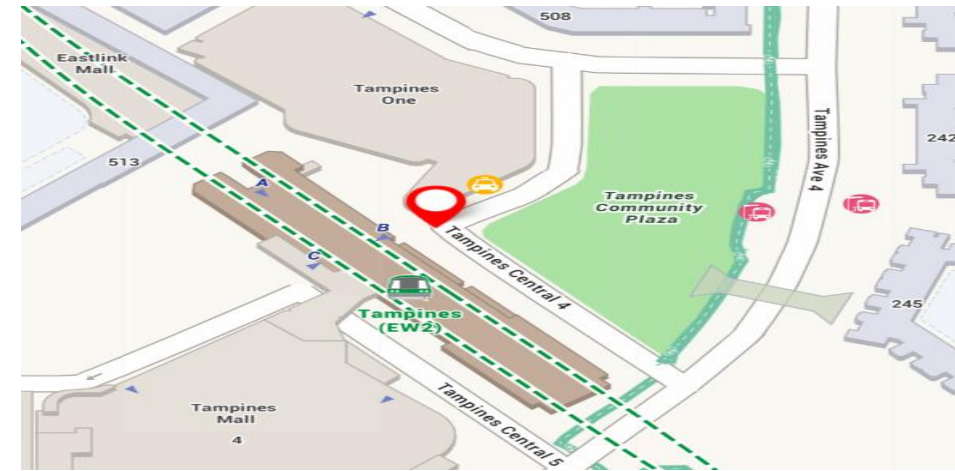 508
Eastlink
Mall
Tampines
One
Tampines Ave 4
242
513
A
Tampines
Community
Plaza
B
C
Tampines Central 4
Tampines
(EW2)
245
Tampines
Mall
4
Tampines Central 5